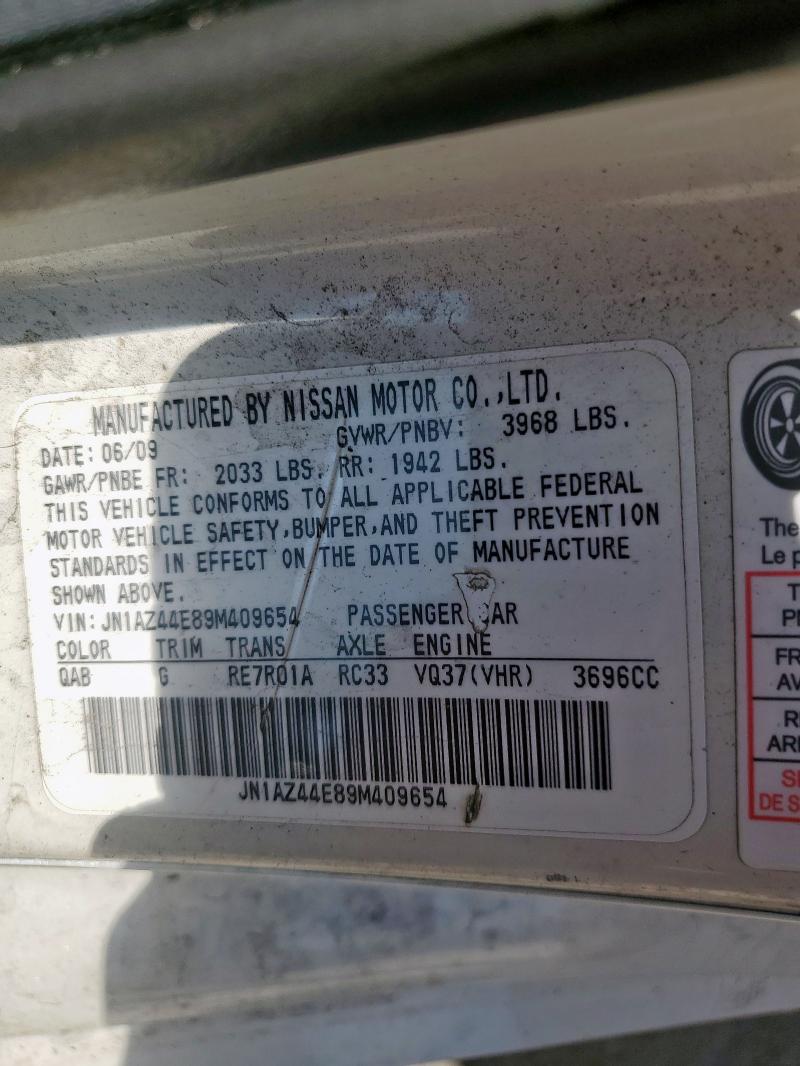 MANUFACTURED BY NISSAN MOTOR CO.,LTD.
DATE: 06/09 GVWR/PNBV: 3968 LBS.
GAWR/PNBE FR: 2033 LBS. RR: 1942 LBS.
THIS VEHICLE CONFORMS TO ALL APPLICABLE FEDERAL
MOTOR VEHICLE SAFETY,BUMPER,AND THEFT PREVENTION
STANDARDS IN EFFECT ON THE DATE OF MANUFACTURE
SHOWN ABOVE.
VIN:JN1AZ44E89M409654 PASSENGER CAR
COLOR TRIM TRANS AXLE ENGINE
QAB G RE7R01A RC33 VQ37(VHR) 3696CC
JN1AZ44E89M409654
The
Le
DE